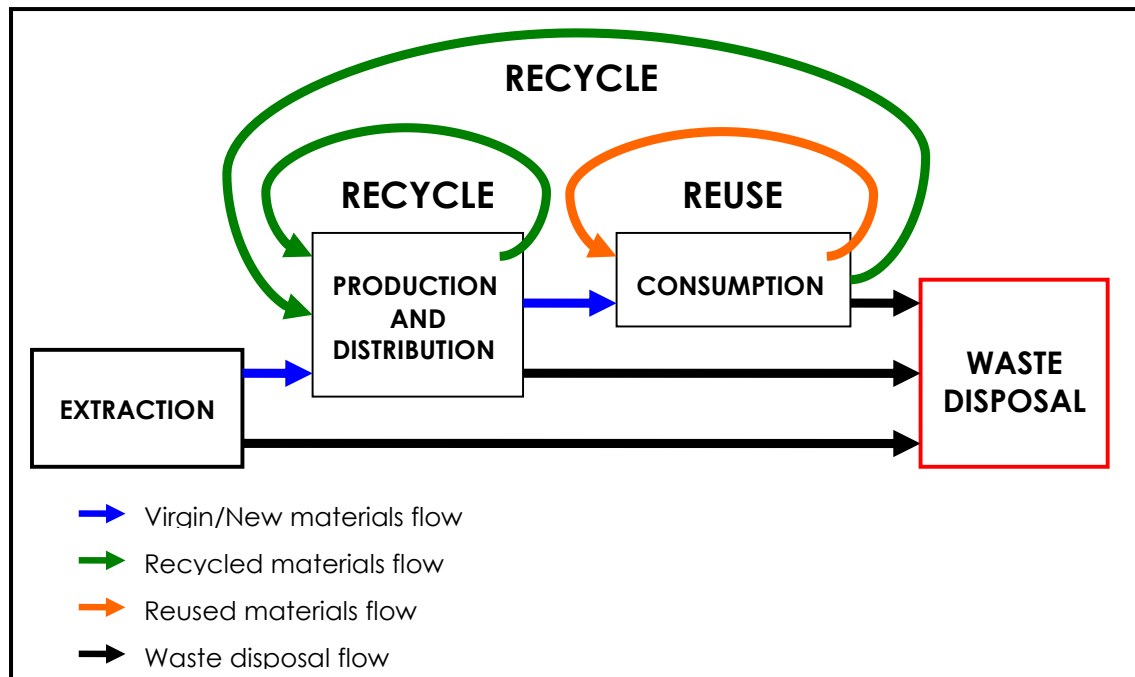 RECYCLE
RECYCLE
REUSE
PRODUCTION
AND
DISTRIBUTION
CONSUMPTION
EXTRACTION
WASTE
DISPOSAL
Virgin/New materials flow
Recycled materials flow
Reused materials flow
Waste disposal flow